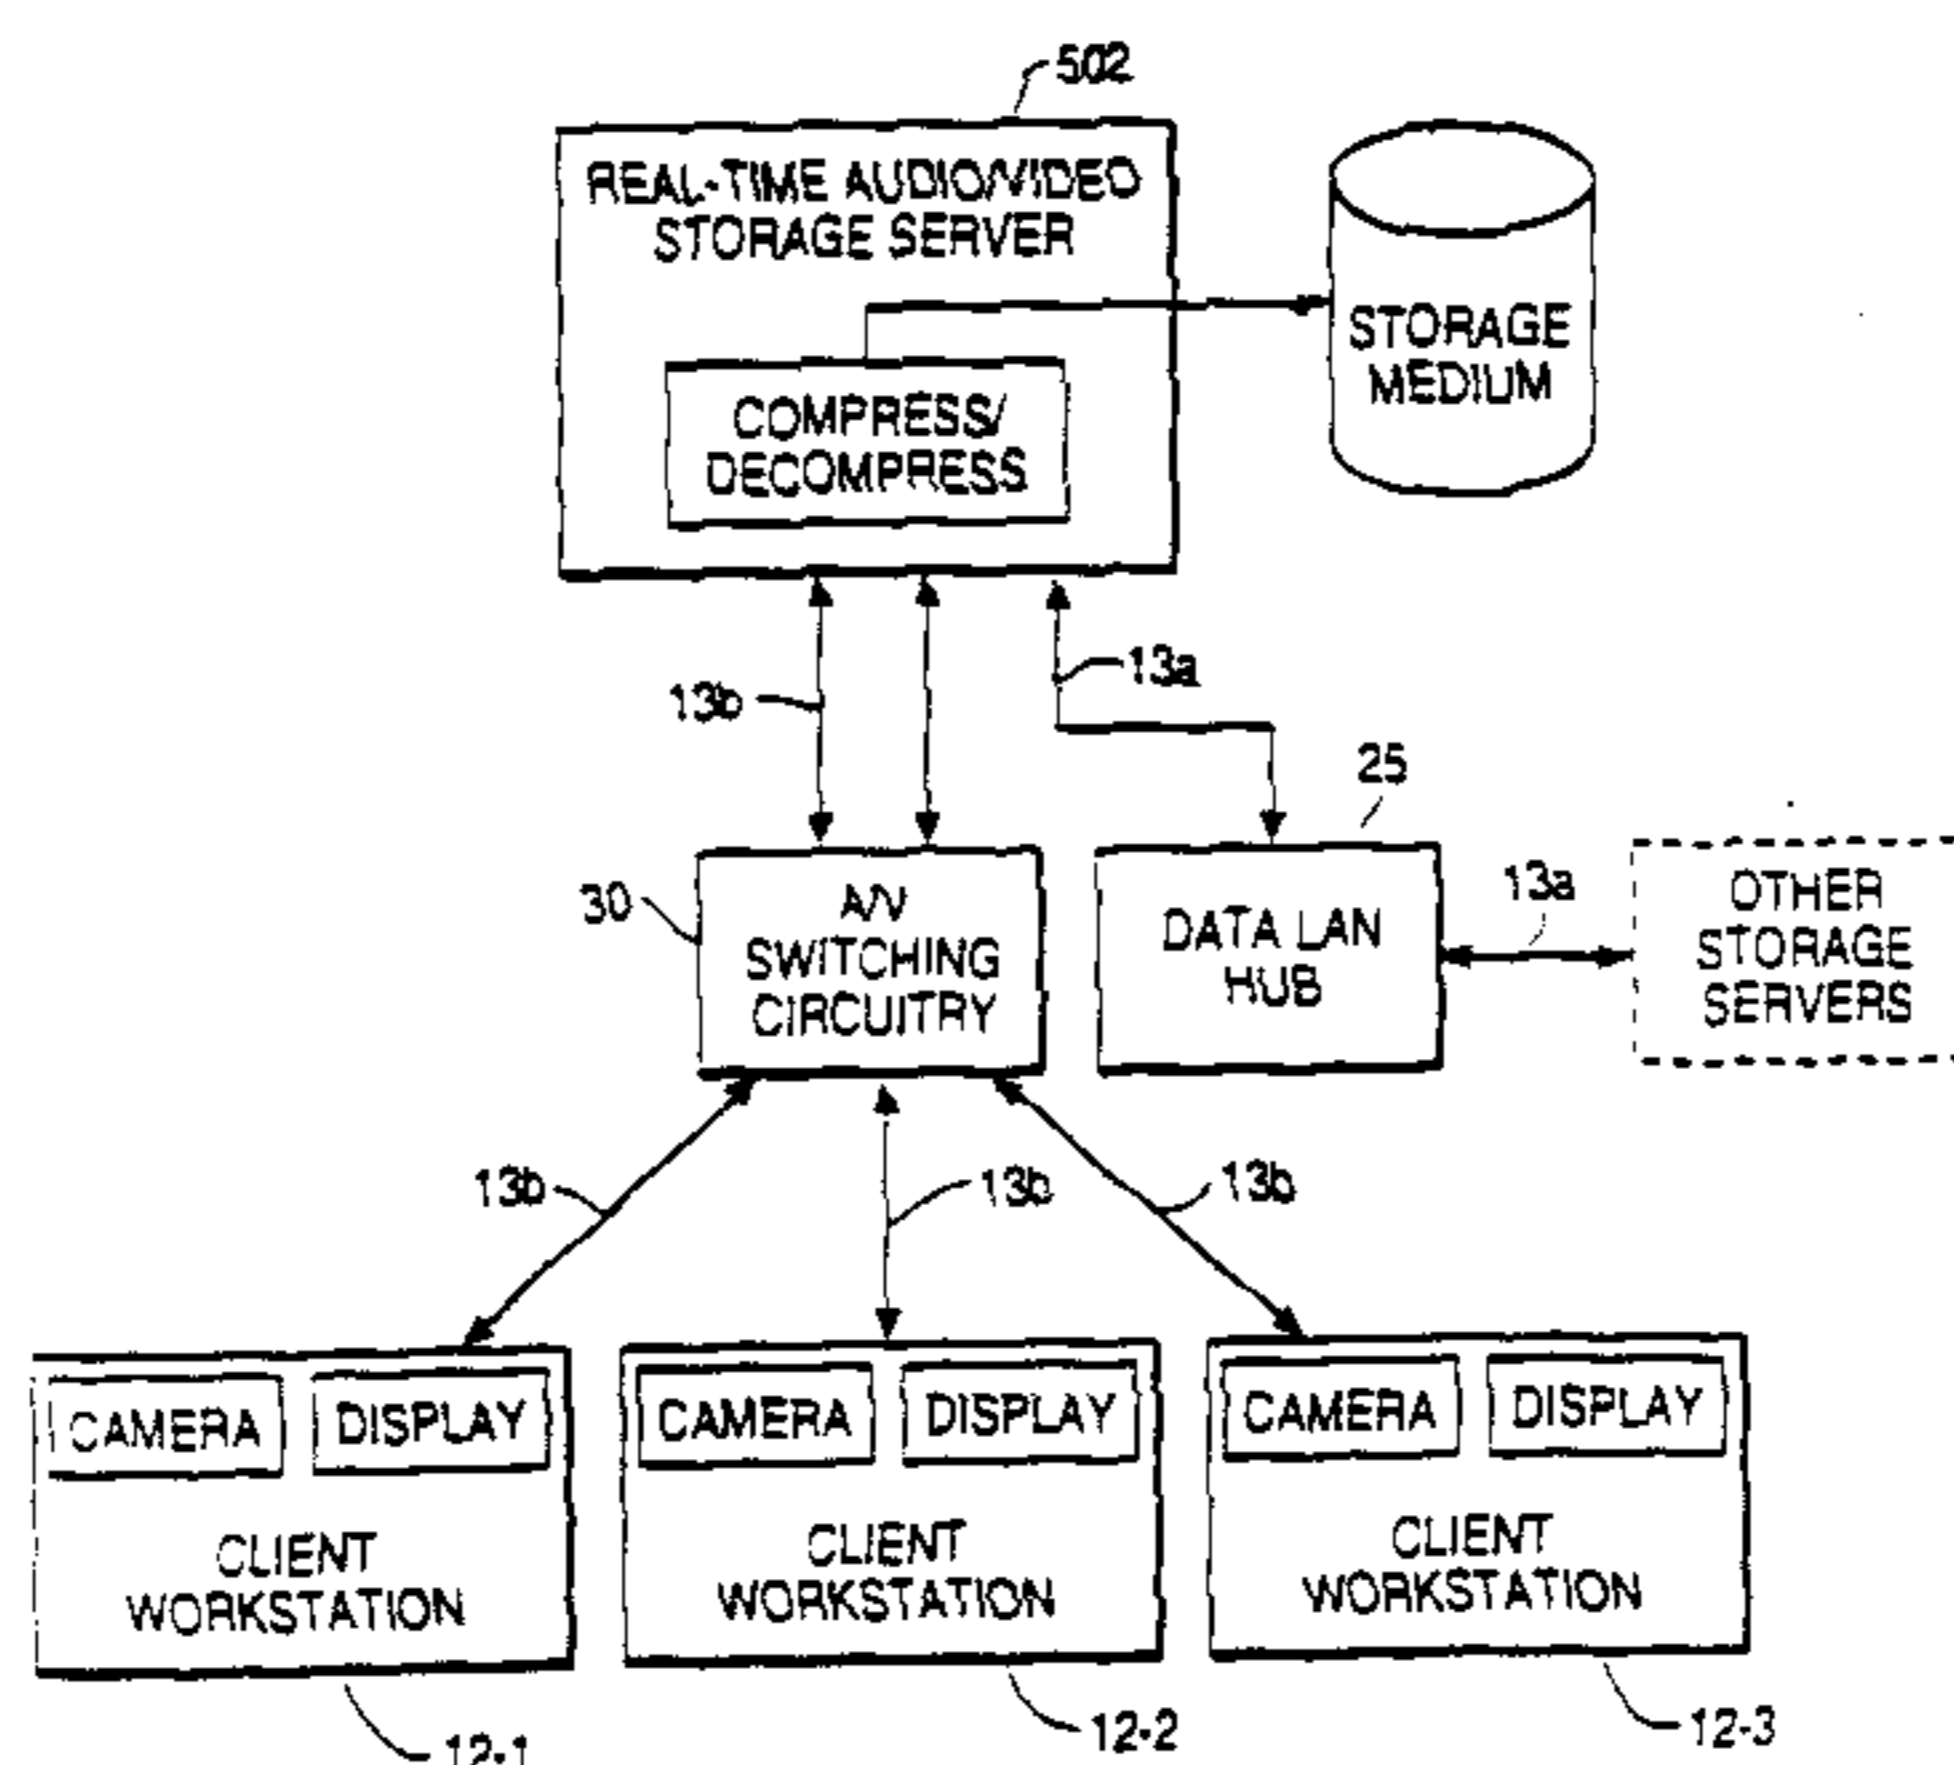 502
REAL-TIME AUDIO/VIDEO
STORAGE SERVER
STORAGE
MEDIUM
COMPRESS/
DECOMPRESS
13b
13a
25
30
A/V
SWITCHING
CIRCUITRY
DATA LAN
HUB
13a
OTHER
STORAGE
SERVERS
13b
13b
13b
CAMERA
DISPLAY
CLIENT
WORKSTATION
CAMERA
DISPLAY
CLIENT
WORKSTATION
CAMERA
DISPLAY
CLIENT
WORKSTATION
12-1
12-2
12-3